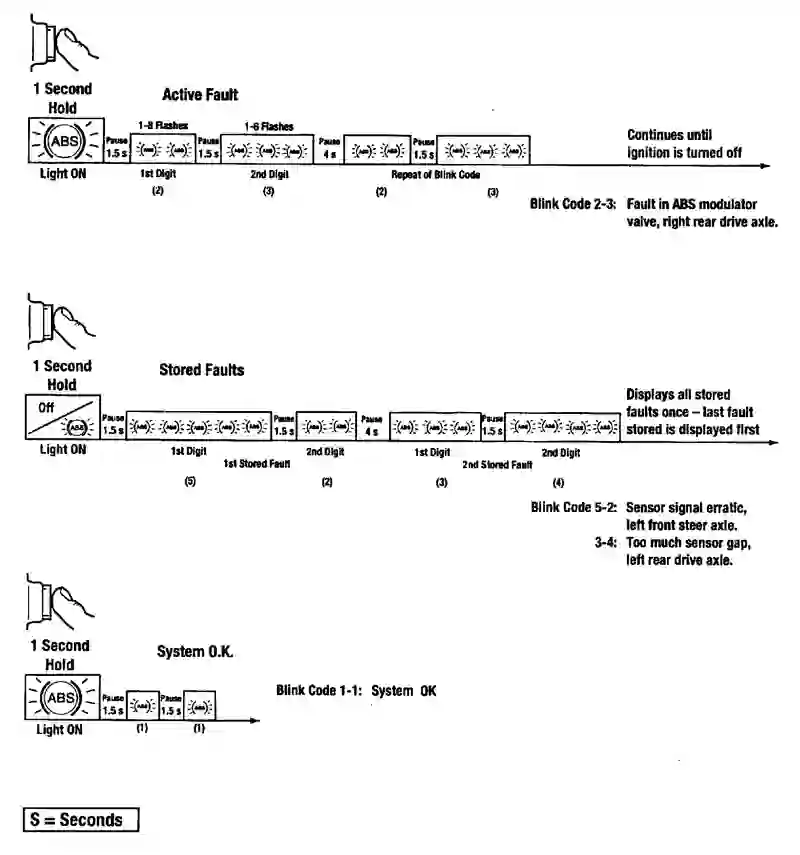 1 Second
Hold
Active Fault
1-8 Flashes
1-6 Flashes
ABS
Pause
1.5 s
Pause
1.5 s
Pause
4 s
Pause
1.5 s
Continues until
ignition is turned off
Light ON
1st Digit
2nd Digit
Repeat of Blink Code
(2)
(3)
(2)
(3)
Blink Code 2-3: Fault in ABS modulator
valve, right rear drive axle.
1 Second
Hold
Stored Faults
Off
ABS
Pause
1.5 s
Pause
1.5 s
Pause
4 s
Pause
1.5 s
Displays all stored
faults once – last fault
stored is displayed first
Light ON
1st Digit
2nd Digit
1st Digit
2nd Digit
1st Stored Fault
2nd Stored Fault
(5)
(2)
(3)
(4)
Blink Code 5-2: Sensor signal erratic,
left front steer axle.
3-4: Too much sensor gap,
left rear drive axle.
1 Second
Hold
System O.K.
ABS
Pause
1.5 s
Pause
1.5 s
Blink Code 1-1: System OK
Light ON
(1)
(1)
S = Seconds